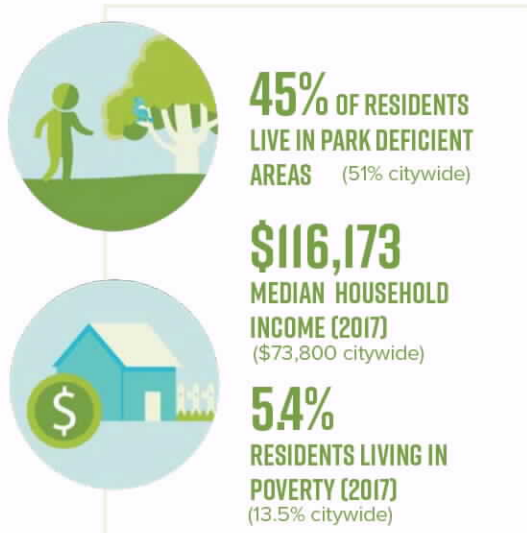 45% OF RESIDENTS
LIVE IN PARK DEFICIENT
AREAS (51% citywide)
$116,173
MEDIAN HOUSEHOLD
INCOME (2017)
($73,800 citywide)
$
5.4%
RESIDENTS LIVING IN
POVERTY (2017)
(13.5% citywide)